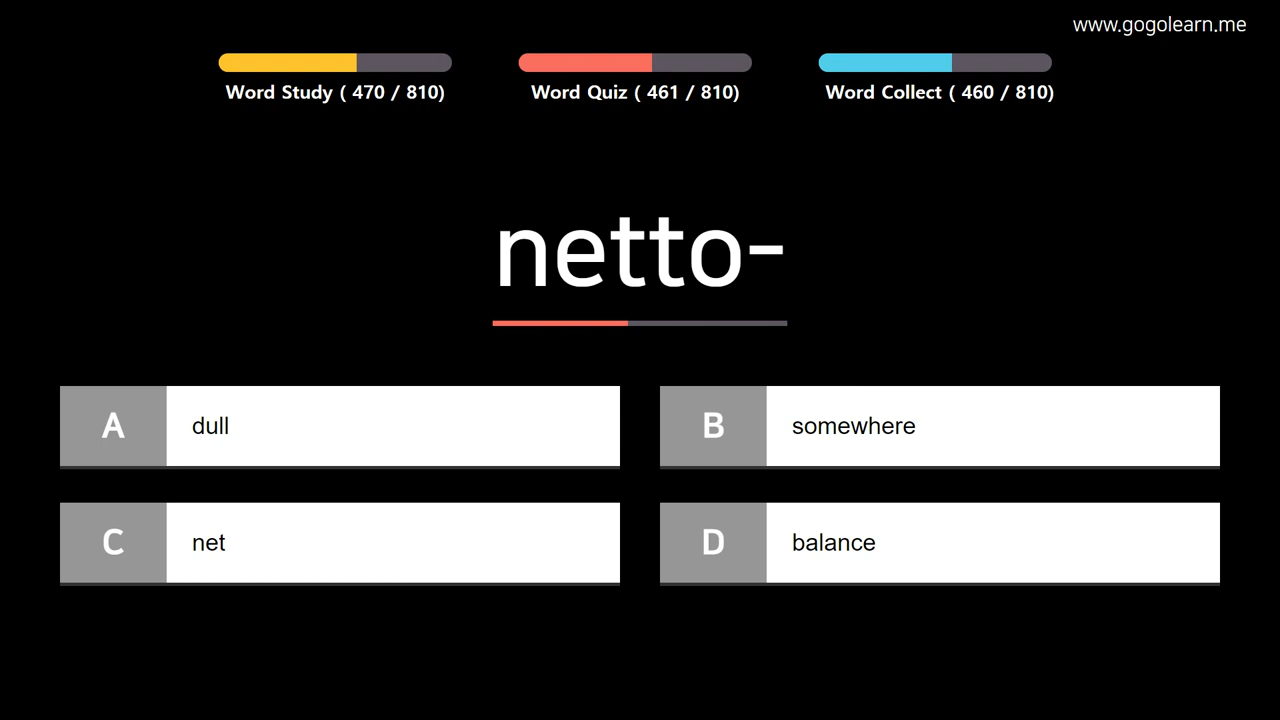 www.gogolearn.me
Word Study ( 470 / 810)
Word Quiz ( 461 / 810)
Word Collect ( 460 / 810)
netto-
A dull
B somewhere
C net
D balance